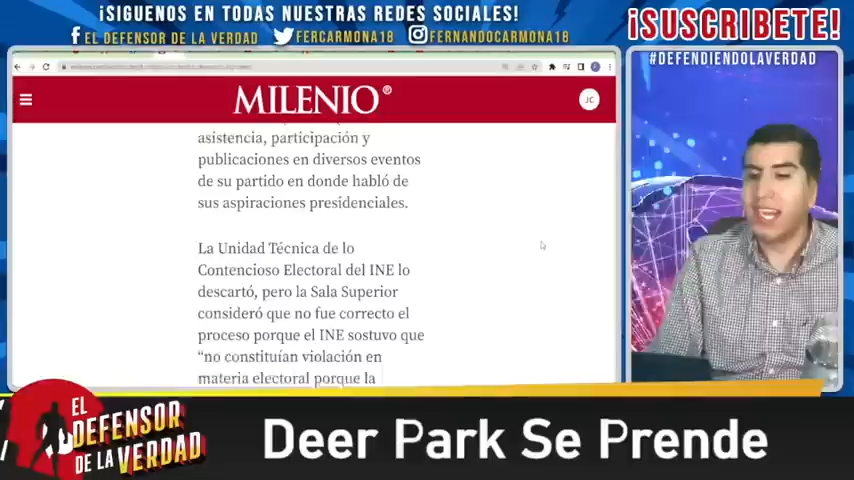 ¡SIGUENOS EN TODAS NUESTRAS REDES SOCIALES!
EL DEFENSOR DE LA VERDAD
FERCARMONA18
FERNANDOCARMONA18
¡SUSCRIBETE!
#DEFENDIENDOLAVERDAD
MILENIO®
JC
asistencia, participación y
publicaciones en diversos eventos
de su partido en donde habló de
sus aspiraciones presidenciales.
La Unidad Técnica de lo
Contencioso Electoral del INE lo
descartó, pero la Sala Superior
consideró que no fue correcto el
proceso porque el INE sostuvo que
“no constituían violación en
materia electoral porque la
EL
DEFENSOR
DE LA VERDAD
Deer Park Se Prende